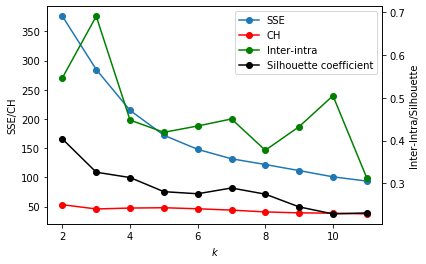 SSE
CH
Inter-intra
Silhouette coefficient
350
300
250
200
150
100
50
SSE/CH
0.7
0.6
0.5
0.4
0.3
Inter-Intra/Silhouette
2 4 6 8 10
k